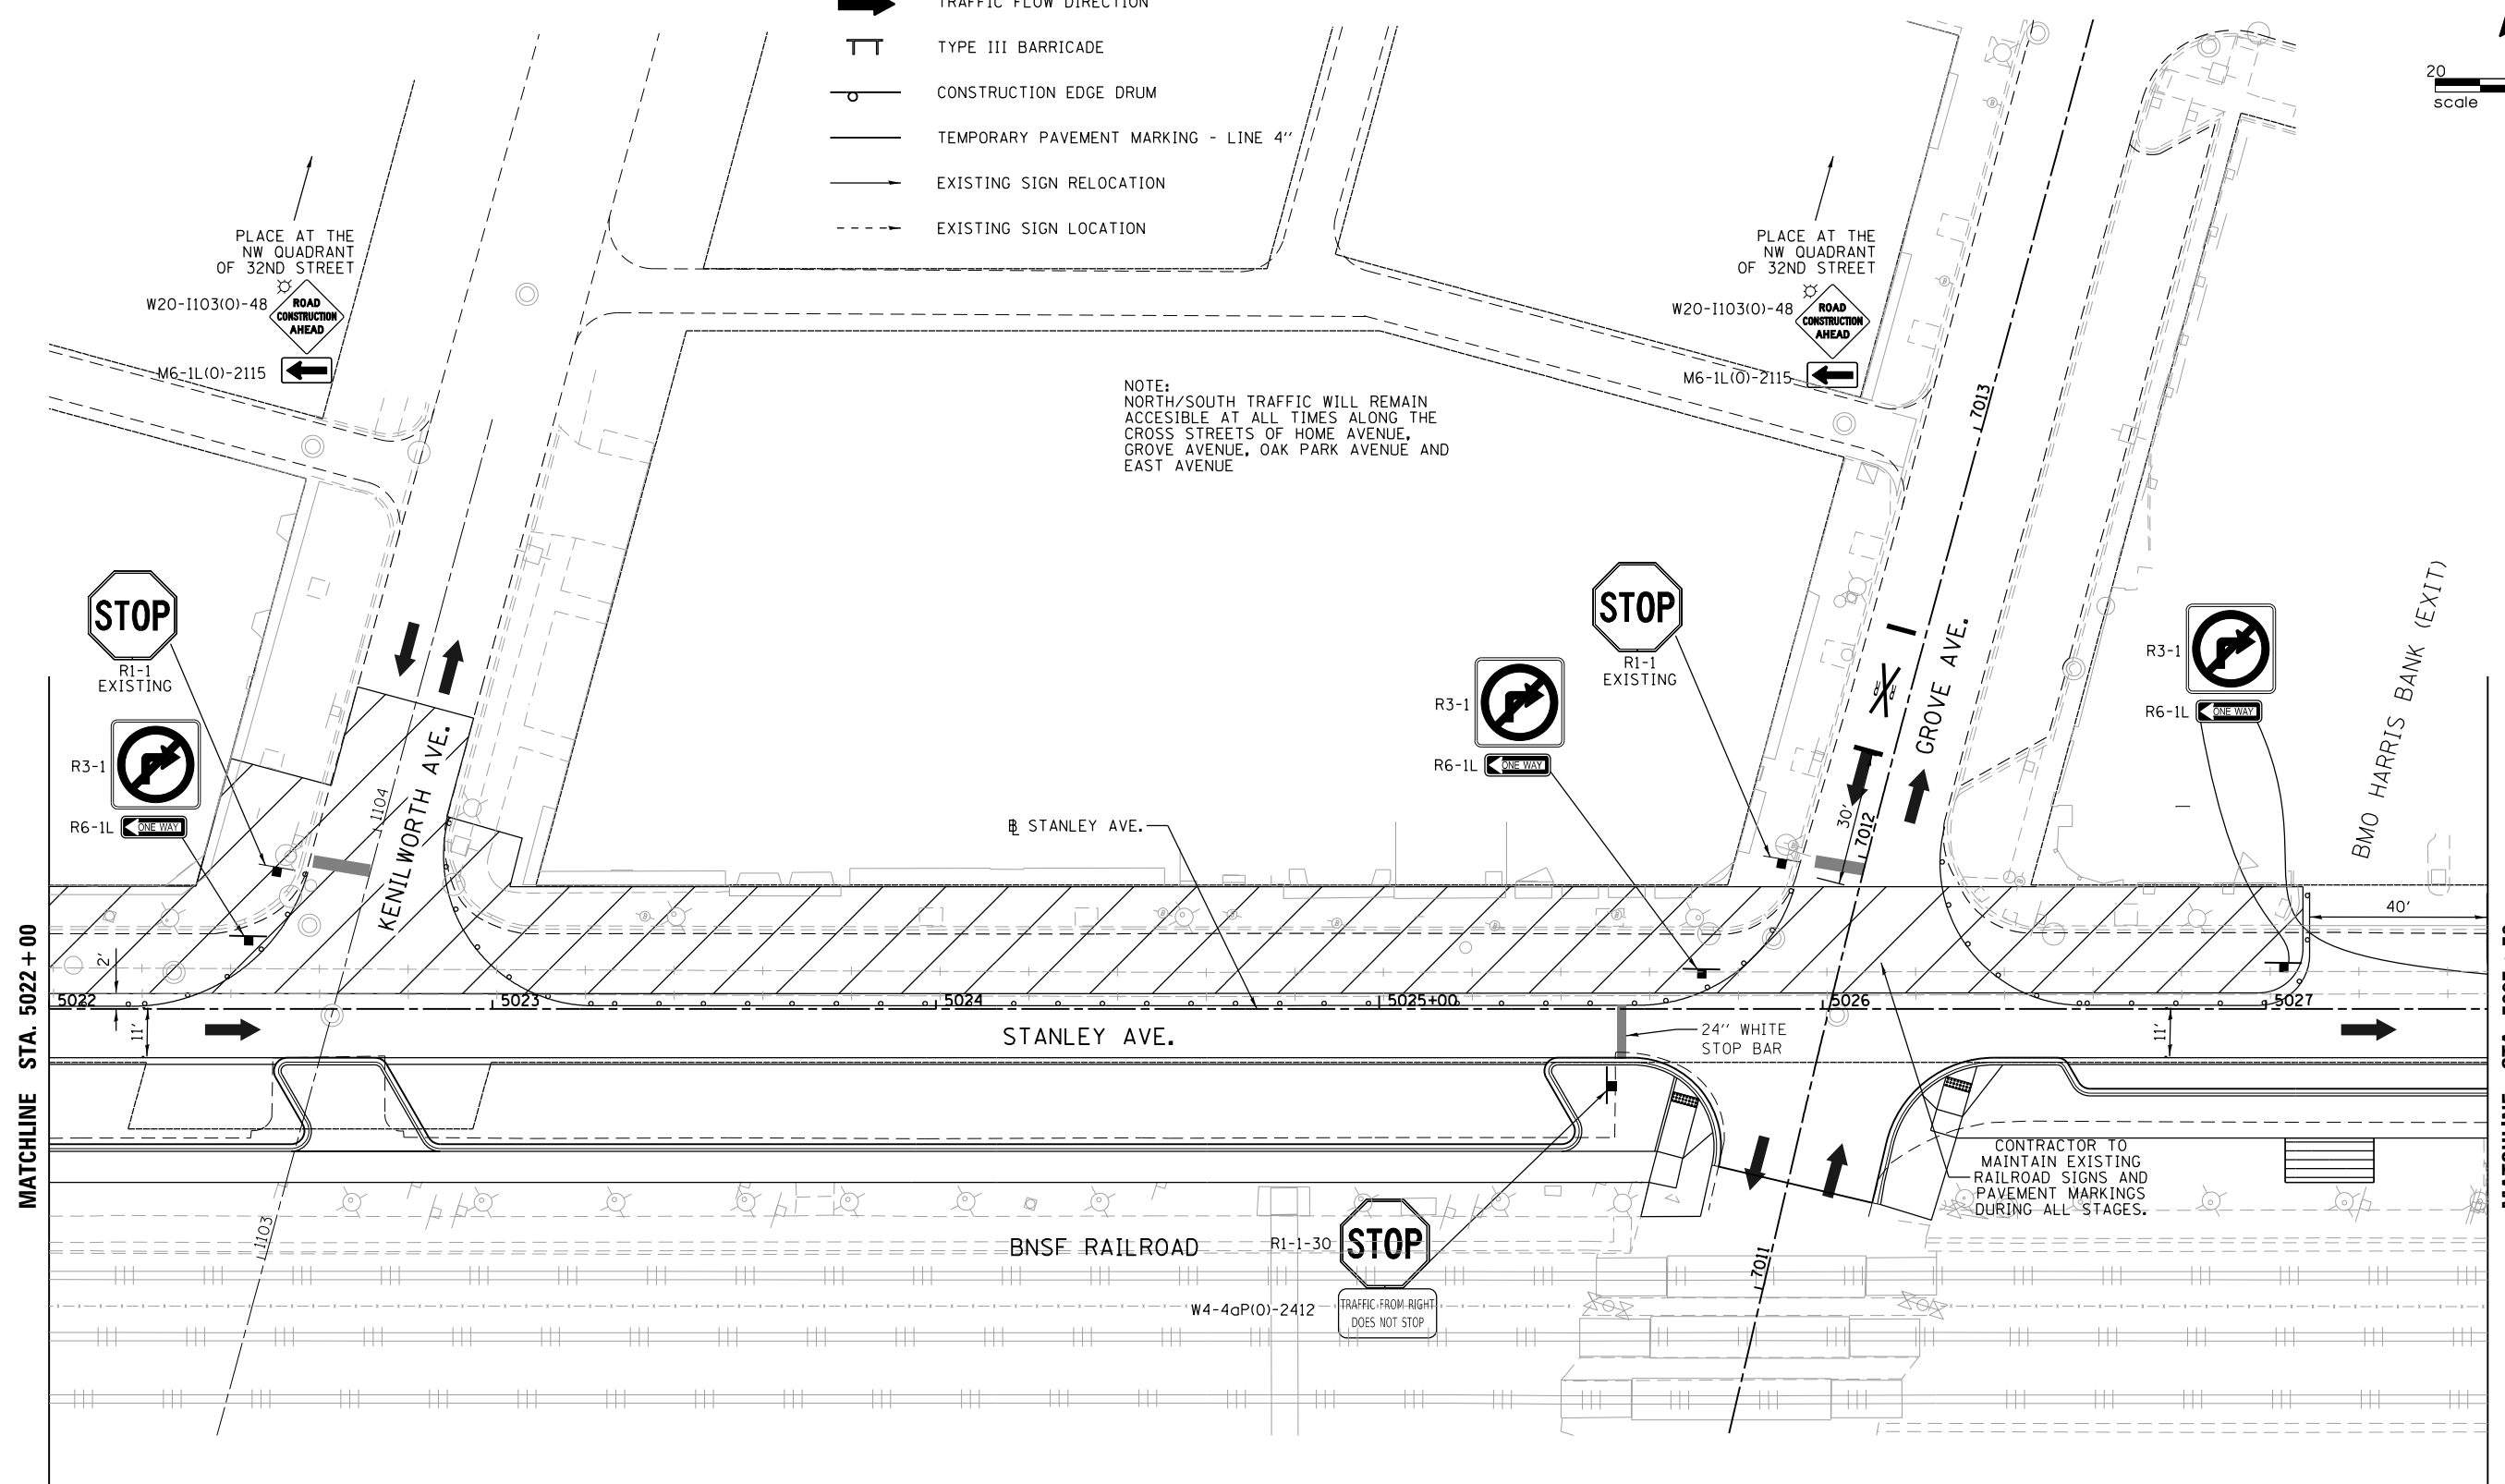 TRAFFIC FLOW DIRECTION
TYPE III BARRICADE
CONSTRUCTION EDGE DRUM
TEMPORARY PAVEMENT MARKING - LINE 4''
EXISTING SIGN RELOCATION
EXISTING SIGN LOCATION
20
scale
PLACE AT THE
NW QUADRANT
OF 32ND STREET
W20-I103(O)-48
ROAD
CONSTRUCTION
AHEAD
M6-1L(O)-2115
PLACE AT THE
NW QUADRANT
OF 32ND STREET
W20-I103(O)-48
ROAD
CONSTRUCTION
AHEAD
M6-1L(O)-2115
NOTE:
NORTH/SOUTH TRAFFIC WILL REMAIN
ACCESIBLE AT ALL TIMES ALONG THE
CROSS STREETS OF HOME AVENUE,
GROVE AVENUE, OAK PARK AVENUE AND
EAST AVENUE
7013
STOP
R1-1
EXISTING
R3-1
R6-1L
ONE WAY
KENILWORTH AVE.
1104
STOP
R1-1
EXISTING
R3-1
R6-1L
ONE WAY
GROVE AVE.
30'
7012
R3-1
R6-1L
ONE WAY
BMO HARRIS BANK (EXIT)
40'
B STANLEY AVE.
MATCHLINE STA. 5022 + 00
2'
5022
5023
5024
5025+00
5026
5027
11'
STANLEY AVE.
24'' WHITE
STOP BAR
11'
CONTRACTOR TO
MAINTAIN EXISTING
RAILROAD SIGNS AND
PAVEMENT MARKINGS
DURING ALL STAGES.
1103
BNSF RAILROAD
R1-1-30
STOP
W4-4aP(O)-2412
TRAFFIC FROM RIGHT
DOES NOT STOP
7011